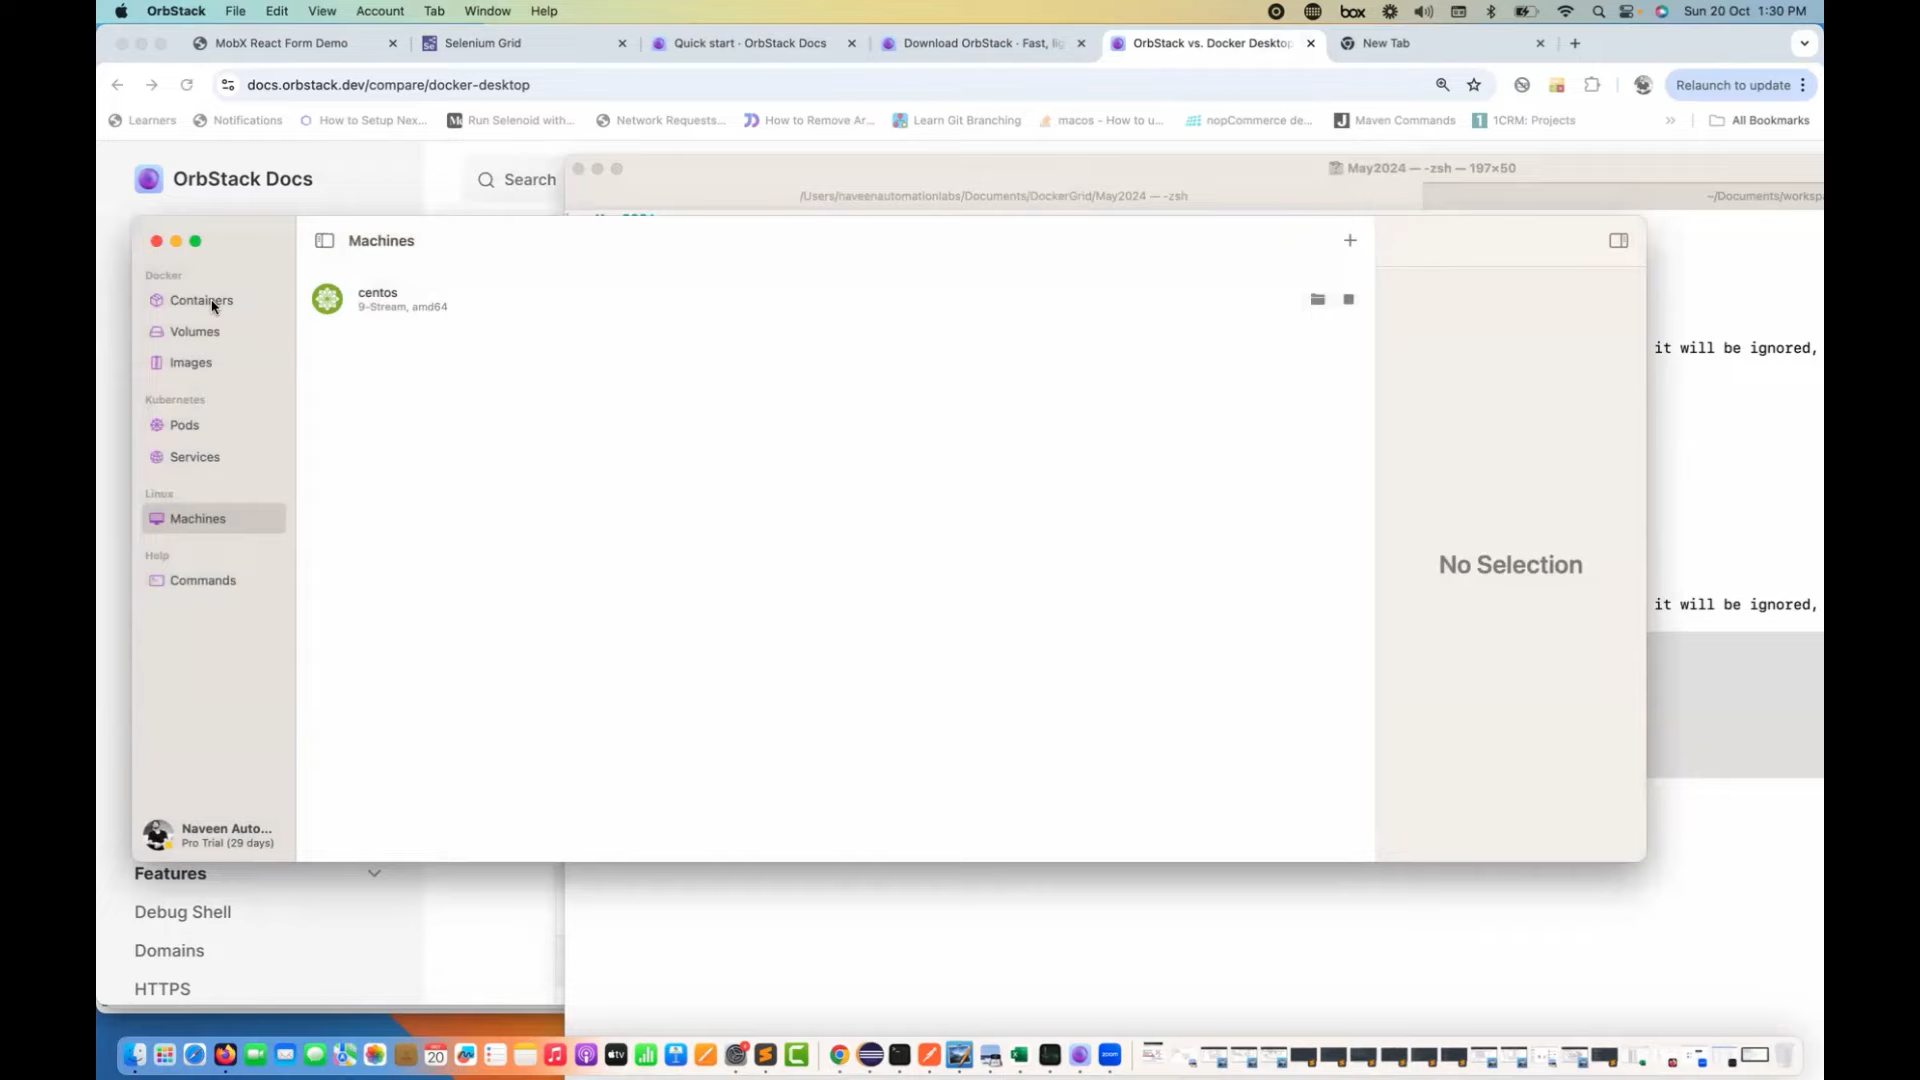 OrbStack File Edit View Account Tab Window Help box Sun 20 Oct 1:30 PM
MobX React Form Demo Selenium Grid Quick start · OrbStack Docs Download OrbStack · Fast, lig OrbStack vs. Docker Desktop New Tab
docs.orbstack.dev/compare/docker-desktop Relaunch to update
Learners Notifications How to Setup Nex... Run Selenoid with... Network Requests... How to Remove Ar... Learn Git Branching macos - How to u... nopCommerce de... Maven Commands 1CRM: Projects » All Bookmarks
OrbStack Docs Search
May2024 — -zsh — 197×50
/Users/naveenautomationlabs/Documents/DockerGrid/May2024 — -zsh ~/Documents/workspa
Machines
Docker
Containers
Volumes
Images
Kubernetes
Pods
Services
Linux
Machines
Help
Commands
centos
9-Stream, amd64
No Selection
it will be ignored,
it will be ignored,
Naveen Auto...
Pro Trial (29 days)
Features
Debug Shell
Domains
HTTPS
20
zoom